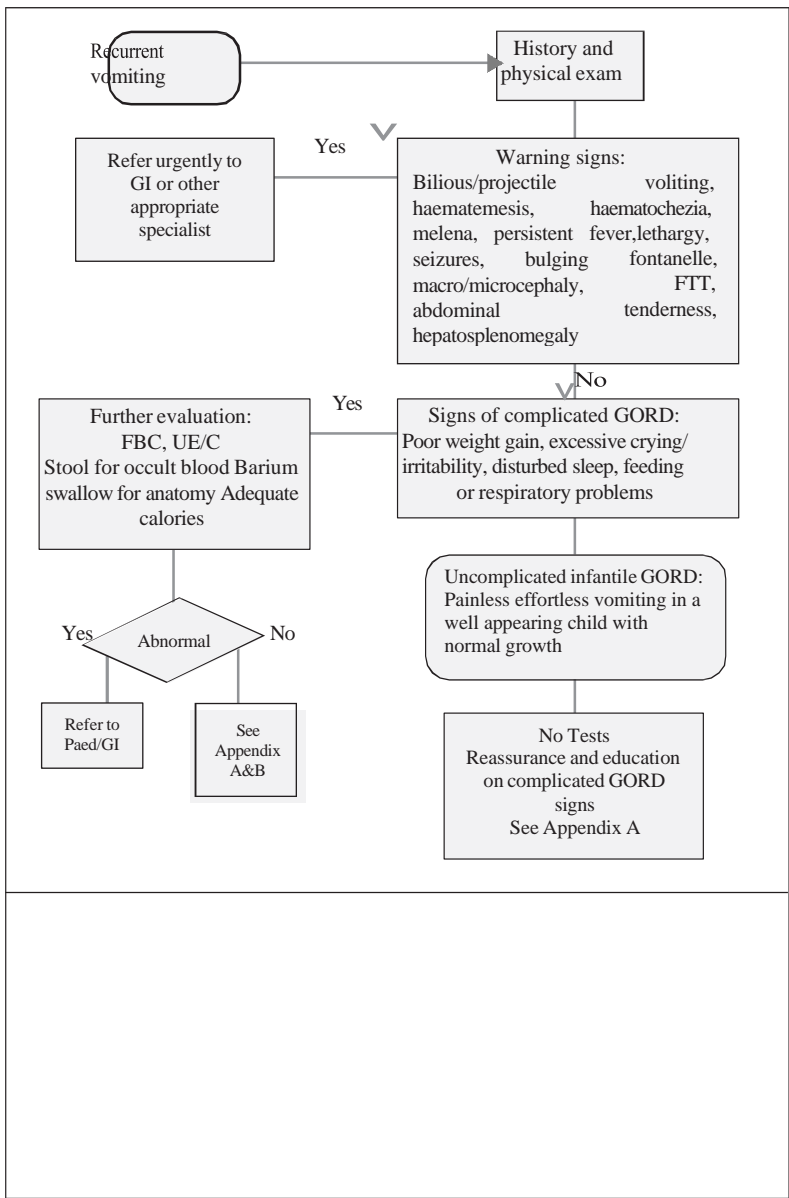 Recurrent
vomiting
History and
physical exam
Yes
Refer urgently to
GI or other
appropriate
specialist
Warning signs:
Bilious/projectile voliting,
haematemesis, haematochezia,
melena, persistent fever,lethargy,
seizures, bulging fontanelle,
macro/microcephaly, FTT,
abdominal tenderness,
hepatosplenomegaly
No
Yes
Further evaluation:
FBC, UE/C
Stool for occult blood Barium
swallow for anatomy Adequate
calories
Signs of complicated GORD:
Poor weight gain, excessive crying/
irritability, disturbed sleep, feeding
or respiratory problems
Uncomplicated infantile GORD:
Painless effortless vomiting in a
well appearing child with
normal growth
Yes
Abnormal
No
Refer to
Paed/GI
See
Appendix
A&B
No Tests
Reassurance and education
on complicated GORD
signs
See Appendix A